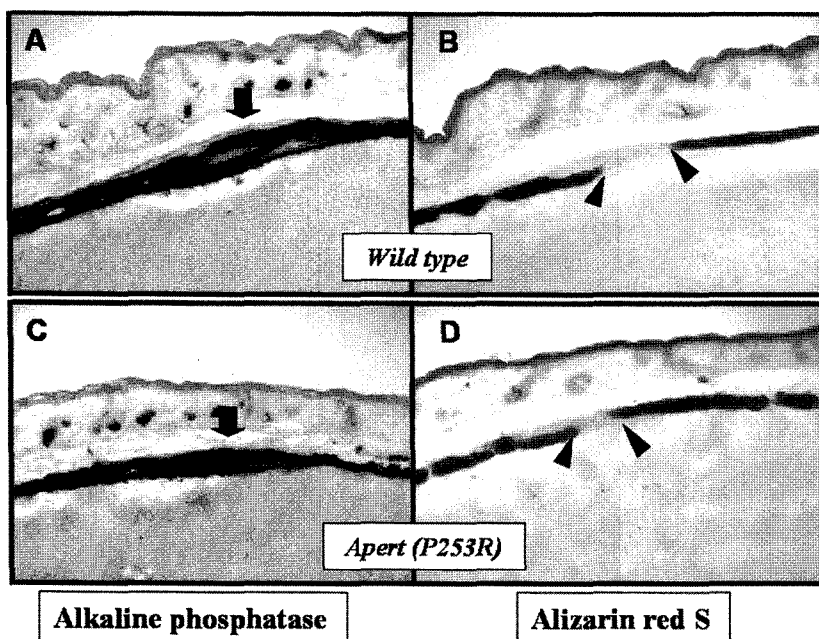 A
B
Wild type
C
D
Apert (P253R)
Alkaline phosphatase
Alizarin red S